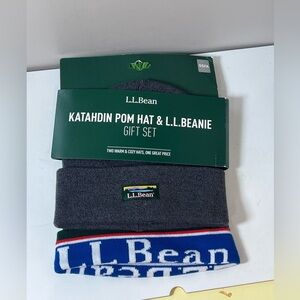 L.L.Bean
KATAHDIN POM HAT & L.L.BEANIE
GIFT SET
TWO WARM & COZY HATS, ONE GREAT PRICE
L.L.Bean
L.L.Bean